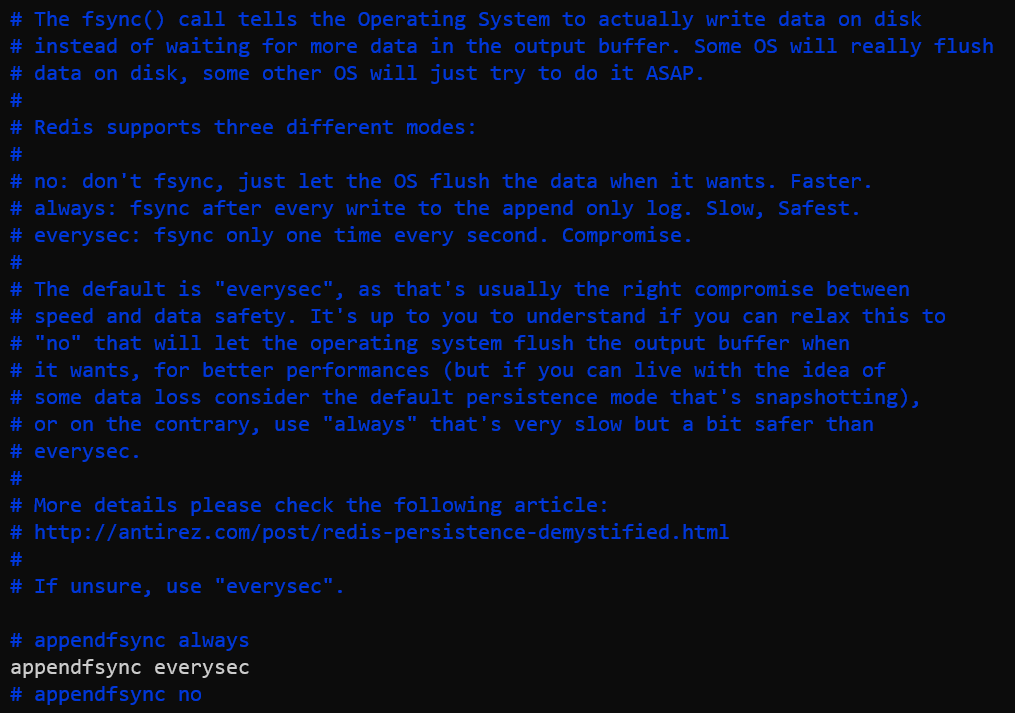 # The fsync() call tells the Operating System to actually write data on disk
# instead of waiting for more data in the output buffer. Some OS will really flush
# data on disk, some other OS will just try to do it ASAP.
#
# Redis supports three different modes:
#
# no: don't fsync, just let the OS flush the data when it wants. Faster.
# always: fsync after every write to the append only log. Slow, Safest.
# everysec: fsync only one time every second. Compromise.
#
# The default is "everysec", as that's usually the right compromise between
# speed and data safety. It's up to you to understand if you can relax this to
# "no" that will let the operating system flush the output buffer when
# it wants, for better performances (but if you can live with the idea of
# some data loss consider the default persistence mode that's snapshotting),
# or on the contrary, use "always" that's very slow but a bit safer than
# everysec.
#
# More details please check the following article:
# http://antirez.com/post/redis-persistence-demystified.html
#
# If unsure, use "everysec".

# appendfsync always
appendfsync everysec
# appendfsync no